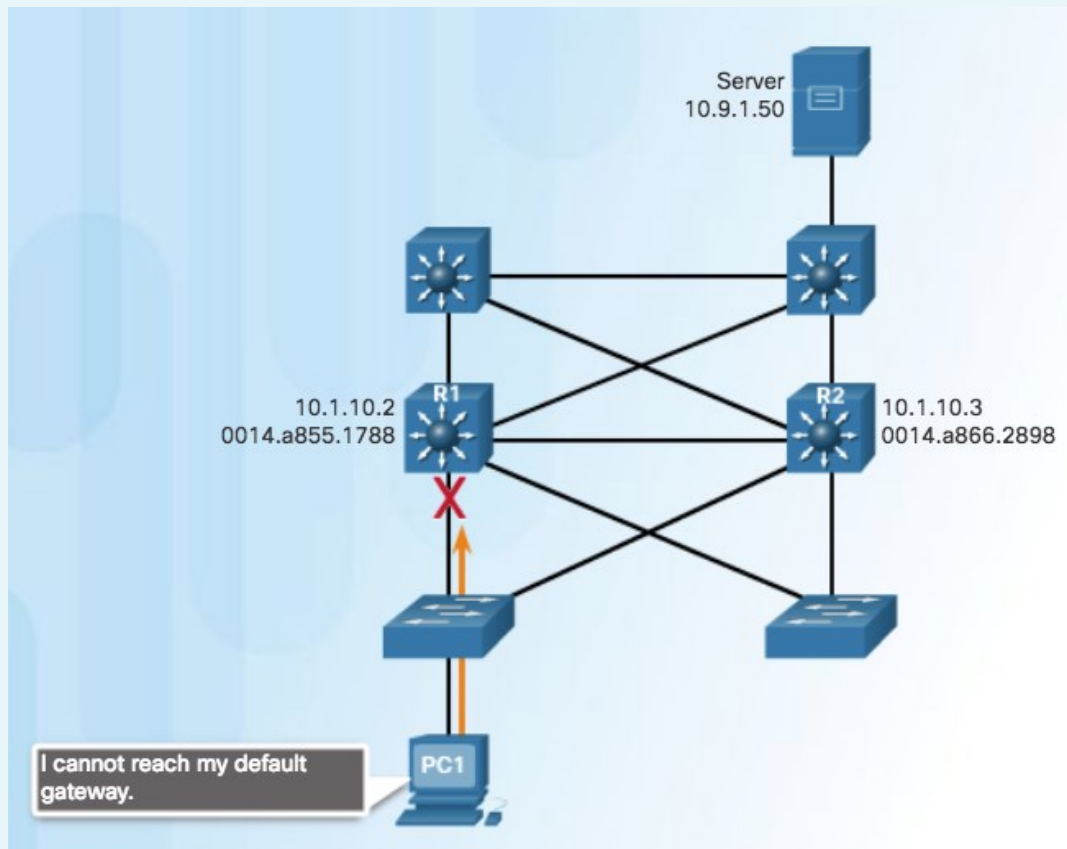 Server
10.9.1.50
R1
10.1.10.2
0014.a855.1788
R2
10.1.10.3
0014.a866.2898
X
I cannot reach my default
gateway.
PC1